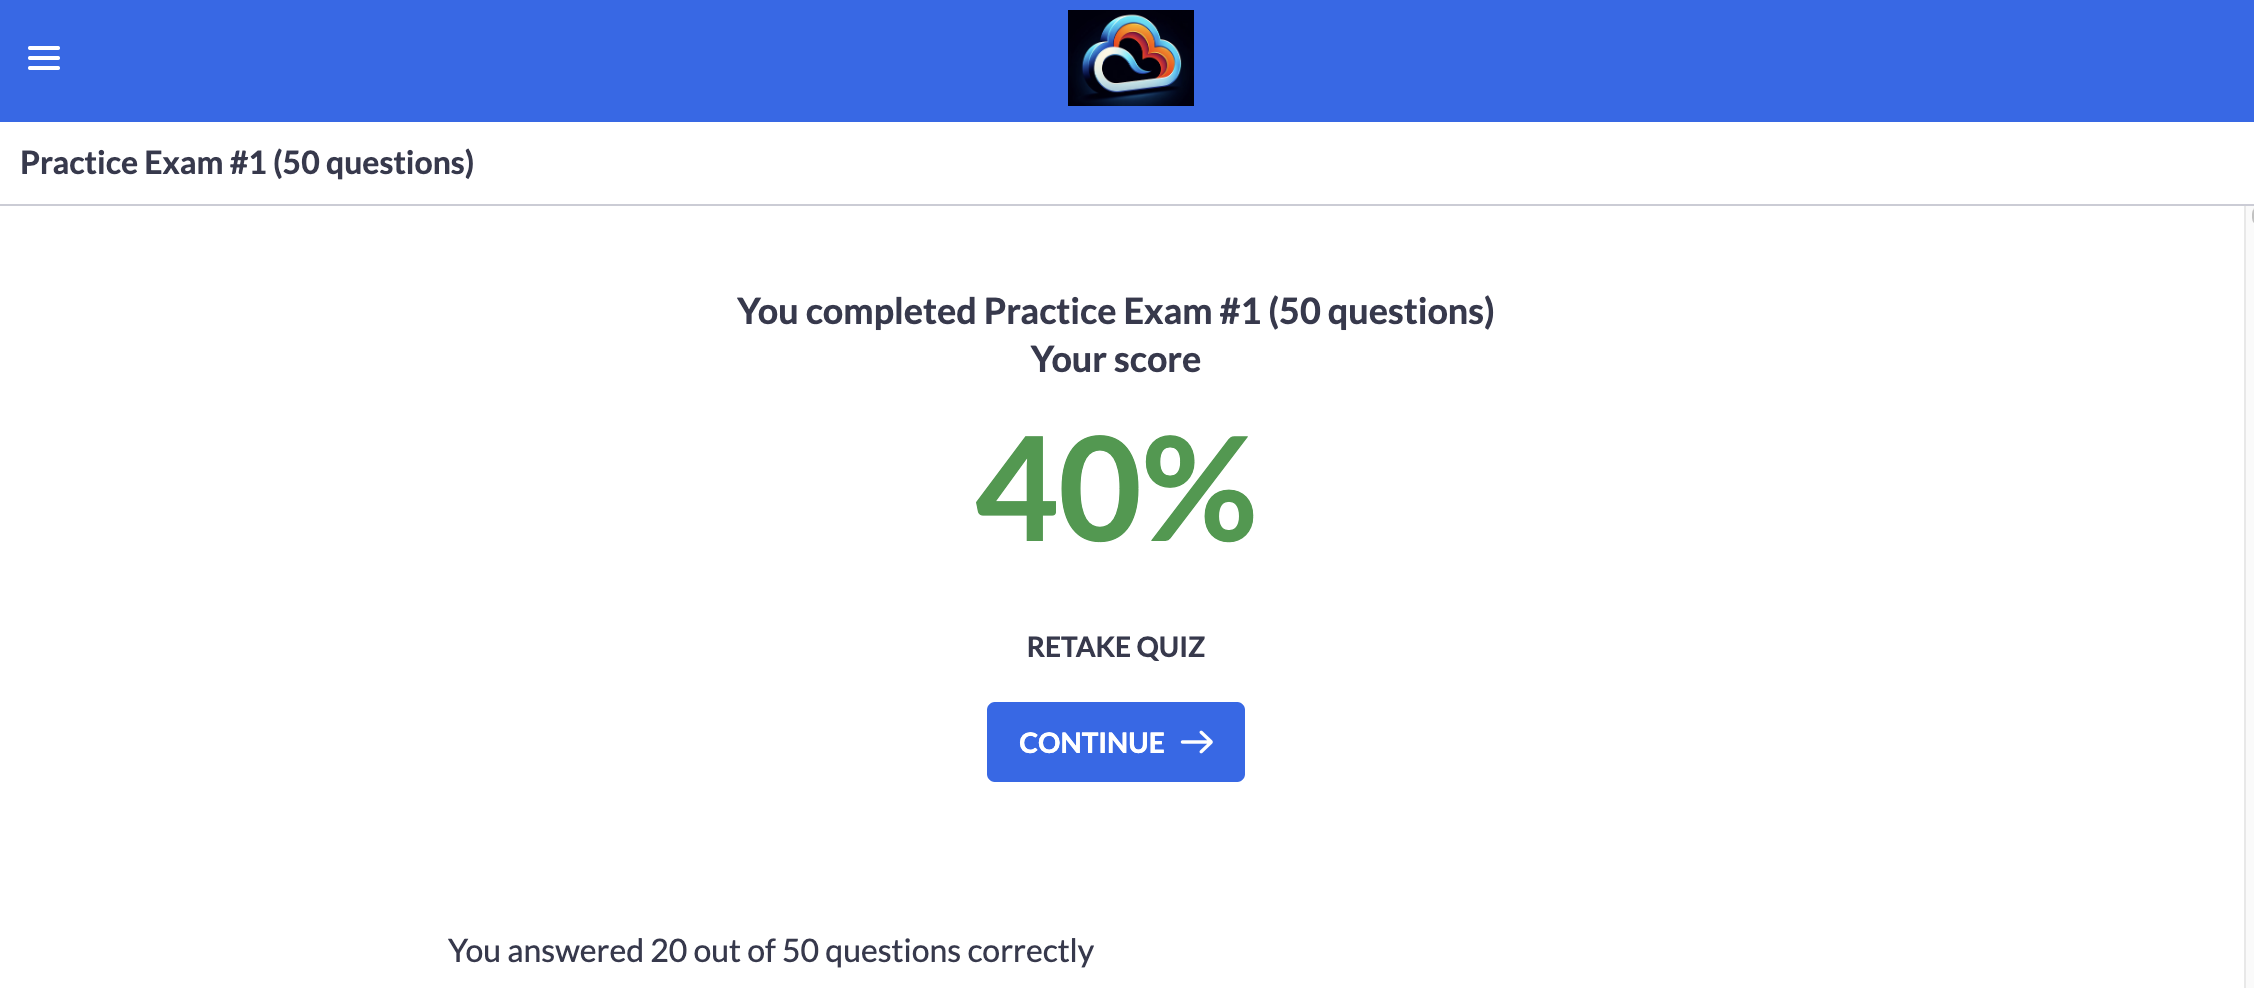 Practice Exam #1 (50 questions)
You completed Practice Exam #1 (50 questions)
Your score
40%
RETAKE QUIZ
CONTINUE
You answered 20 out of 50 questions correctly